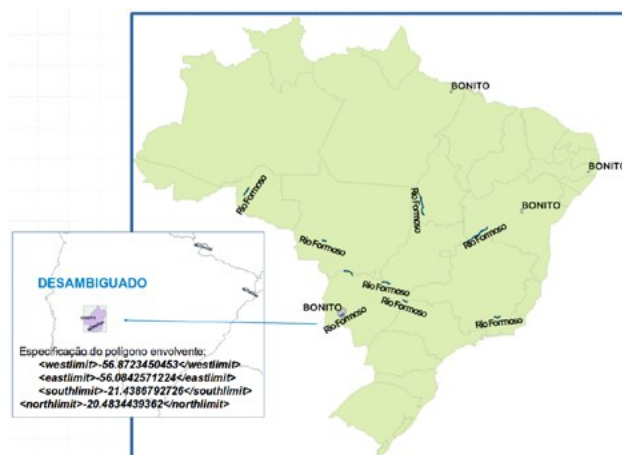 BONITO
BONITO
BONITO
Rio Formoso
Rio Formoso
Rio Formoso
Rio Formoso
Rio Formoso
Rio Formoso
BONITO
Rio Formoso
Rio Formoso
DESAMBIGUADO
Especificação do polígono envolvente:
<westlimit>-56.8723450453</westlimit>
<eastlimit>-56.0842571224</eastlimit>
<southlimit>-21.4386792726</southlimit>
<northlimit>-20.4834439362</northlimit>